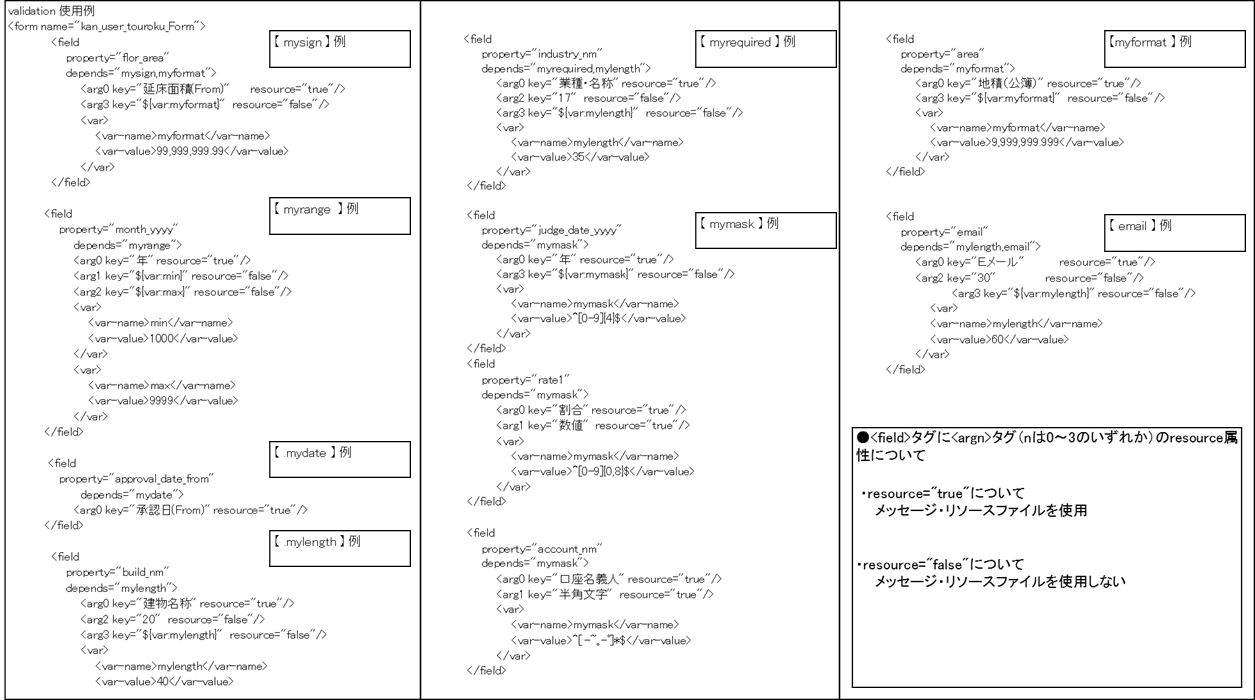 validation 使用例
<form name="kan_user_touroku_Form">
【 mysign】例
<field
property="flor_area"
depends="mysign,myformat">
<arg0 key="延床面積(From)" resource="true"/>
<arg3 key="${var:myformat}" resource="false"/>
<var>
<var-name>myformat</var-name>
<var-value>99,999,999.99</var-value>
</var>
</field>
【 myrange 】例
<field
property="month_yyyy"
depends="myrange">
<arg0 key="年" resource="true"/>
<arg1 key="${var:min}" resource="false"/>
<arg2 key="${var:max}" resource="false"/>
<var>
<var-name>min</var-name>
<var-value>1000</var-value>
</var>
<var>
<var-name>max</var-name>
<var-value>9999</var-value>
</var>
</field>
【 .mydate 】例
<field
property="approval_date_from"
depends="mydate">
<arg0 key="承認日(From)" resource="true"/>
</field>
【 .mylength】例
<field
property="build_nm"
depends="mylength">
<arg0 key="建物名称" resource="true"/>
<arg2 key="20" resource="false"/>
<arg3 key="${var:mylength}" resource="false"/>
<var>
<var-name>mylength</var-name>
<var-value>40</var-value>
【 myrequired 】例
<field
property="industry_nm"
depends="myrequired,mylength">
<arg0 key="業種・名称" resource="true"/>
<arg2 key="17" resource="false"/>
<arg3 key="${var:mylength}" resource="false"/>
<var>
<var-name>mylength</var-name>
<var-value>35</var-value>
</var>
</field>
【 mymask 】例
<field
property="judge_date_yyyy"
depends="mymask">
<arg0 key="年" resource="true"/>
<arg3 key="${var:mymask}" resource="false"/>
<var>
<var-name>mymask</var-name>
<var-value>^[0-9]{4}$</var-value>
</var>
</field>
<field
property="rate1"
depends="mymask">
<arg0 key="割合" resource="true"/>
<arg1 key="数値" resource="true"/>
<var>
<var-name>mymask</var-name>
<var-value>^[0-9]{0,8}$</var-value>
</var>
</field>
<field
property="account_nm"
depends="mymask">
<arg0 key="口座名義人" resource="true"/>
<arg1 key="半角文字" resource="true"/>
<var>
<var-name>mymask</var-name>
<var-value>^[ -~｡-ﾟ]*$</var-value>
</var>
</field>
【myformat 】例
<field
property="area"
depends="myformat">
<arg0 key="地積(公簿)" resource="true"/>
<arg3 key="${var:myformat}" resource="false"/>
<var>
<var-name>myformat</var-name>
<var-value>9,999,999.999</var-value>
</var>
</field>
【 email 】例
<field
property="email"
depends="mylength,email">
<arg0 key="Eメール" resource="true"/>
<arg2 key="30" resource="false"/>
<arg3 key="${var:mylength}" resource="false"/>
<var>
<var-name>mylength</var-name>
<var-value>60</var-value>
</var>
</field>
●<field>タグに<argn>タグ（nは0～3のいずれか）のresource属
性について
・resource="true"について
メッセージ・リソースファイルを使用
・resource="false"について
メッセージ・リソースファイルを使用しない